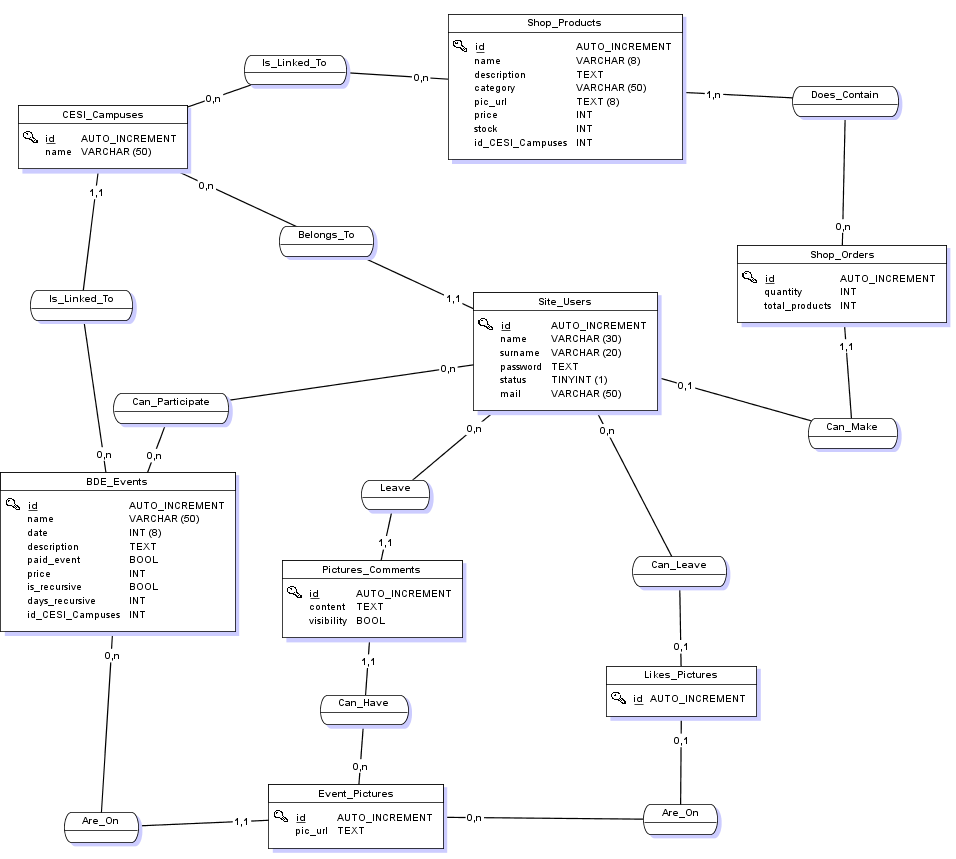 Shop_Products
id AUTO_INCREMENT
name VARCHAR (8)
description TEXT
category VARCHAR (50)
pic_url TEXT (8)
price INT
stock INT
id_CESI_Campuses INT
Is_Linked_To
0,n
0,n
1,n
Does_Contain
CESI_Campuses
id AUTO_INCREMENT
name VARCHAR (50)
1,1
0,n
Belongs_To
0,n
Shop_Orders
id AUTO_INCREMENT
quantity INT
total_products INT
Is_Linked_To
1,1
Site_Users
id AUTO_INCREMENT
name VARCHAR (30)
surname VARCHAR (20)
password TEXT
status TINYINT (1)
mail VARCHAR (50)
1,1
0,n
0,1
Can_Participate
Can_Make
0,n
0,n
0,n
0,n
BDE_Events
id AUTO_INCREMENT
name VARCHAR (50)
date INT (8)
description TEXT
paid_event BOOL
price INT
is_recursive BOOL
days_recursive INT
id_CESI_Campuses INT
Leave
1,1
Can_Leave
Pictures_Comments
id AUTO_INCREMENT
content TEXT
visibility BOOL
0,n
1,1
0,1
Likes_Pictures
id AUTO_INCREMENT
Can_Have
0,1
0,n
Event_Pictures
id AUTO_INCREMENT
pic_url TEXT
Are_On
1,1
0,n
Are_On